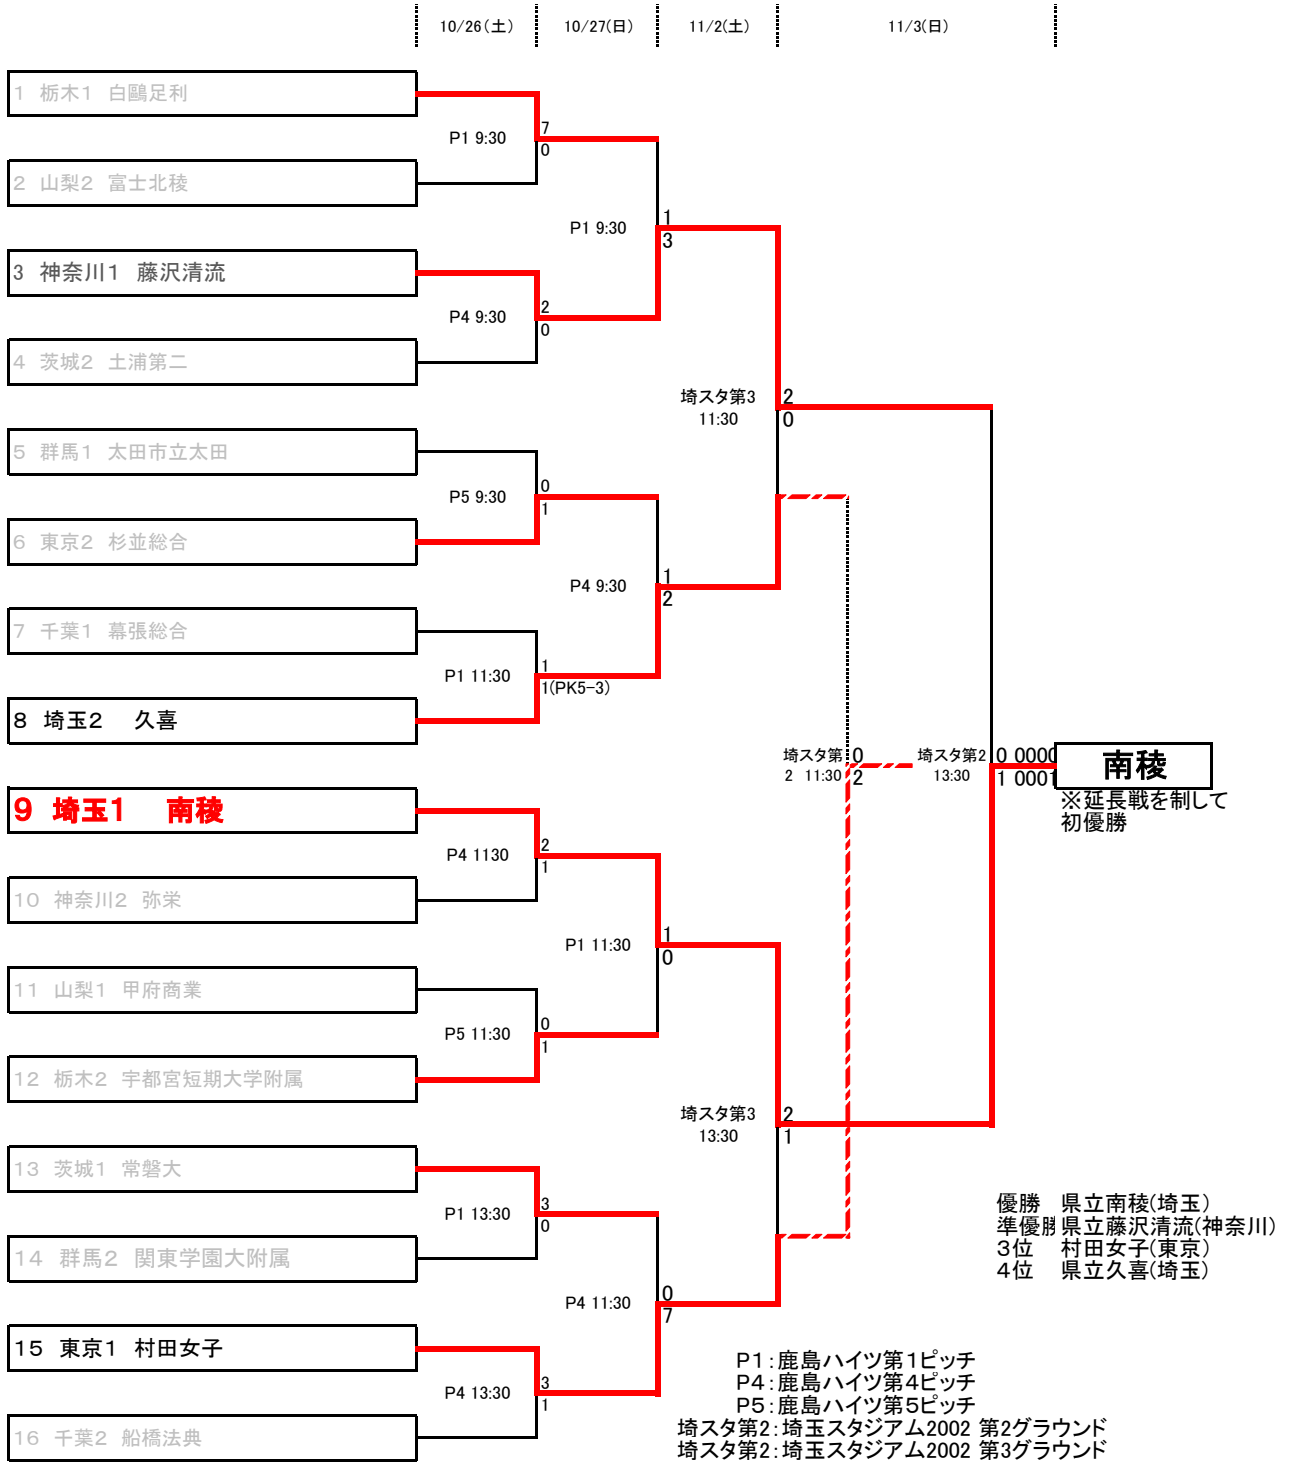 10/26(土)
10/27(日)
11/2(土)
11/3(日)
1 栃木1 白鷗足利
P1 9:30
7
0
2 山梨2 富士北稜
P1 9:30
1
3
3 神奈川1 藤沢清流
P4 9:30
2
0
4 茨城2 土浦第二
埼スタ第3
11:30
2
0
5 群馬1 太田市立太田
P5 9:30
0
1
6 東京2 杉並総合
P4 9:30
1
2
7 千葉1 幕張総合
P1 11:30
1
1(PK5-3)
8 埼玉2 久喜
埼スタ第
2 11:30
0
2
埼スタ第2
13:30
0 0000
1 0001
南稜
※延長戦を制して
初優勝
9 埼玉1 南稜
P4 1130
2
1
10 神奈川2 弥栄
P1 11:30
1
0
11 山梨1 甲府商業
P5 11:30
0
1
12 栃木2 宇都宮短期大学附属
埼スタ第3
13:30
2
1
13 茨城1 常磐大
P1 13:30
3
0
14 群馬2 関東学園大附属
P4 11:30
0
7
15 東京1 村田女子
P4 13:30
3
1
16 千葉2 船橋法典
優勝 県立南稜(埼玉)
準優勝 県立藤沢清流(神奈川)
3位 村田女子(東京)
4位 県立久喜(埼玉)
P1:鹿島ハイツ第1ピッチ
P4:鹿島ハイツ第4ピッチ
P5:鹿島ハイツ第5ピッチ
埼スタ第2:埼玉スタジアム2002 第2グラウンド
埼スタ第2:埼玉スタジアム2002 第3グラウンド